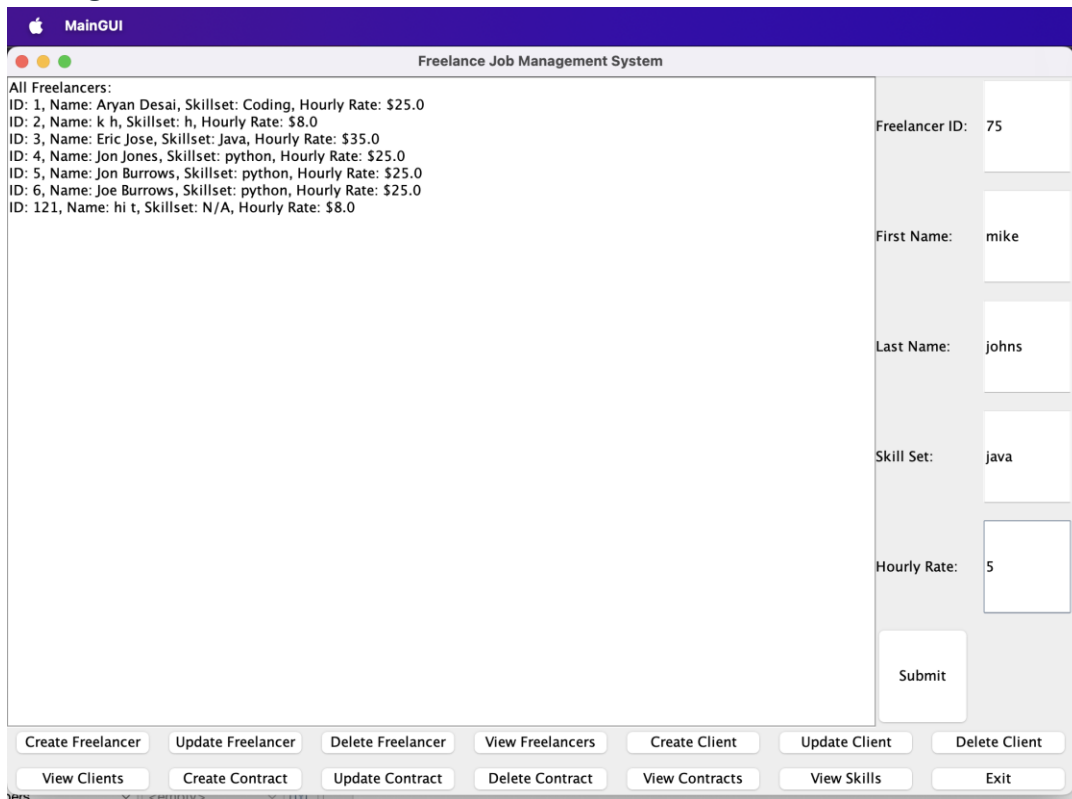 MainGUI
Freelance Job Management System
All Freelancers:
ID: 1, Name: Aryan Desai, Skillset: Coding, Hourly Rate: $25.0
ID: 2, Name: k h, Skillset: h, Hourly Rate: $8.0
ID: 3, Name: Eric Jose, Skillset: Java, Hourly Rate: $35.0
ID: 4, Name: Jon Jones, Skillset: python, Hourly Rate: $25.0
ID: 5, Name: Jon Burrows, Skillset: python, Hourly Rate: $25.0
ID: 6, Name: Joe Burrows, Skillset: python, Hourly Rate: $25.0
ID: 121, Name: hi t, Skillset: N/A, Hourly Rate: $8.0
Freelancer ID: 75
First Name: mike
Last Name: johns
Skill Set: java
Hourly Rate: 5
Submit
Create Freelancer Update Freelancer Delete Freelancer View Freelancers Create Client Update Client Delete Client
View Clients Create Contract Update Contract Delete Contract View Contracts View Skills Exit